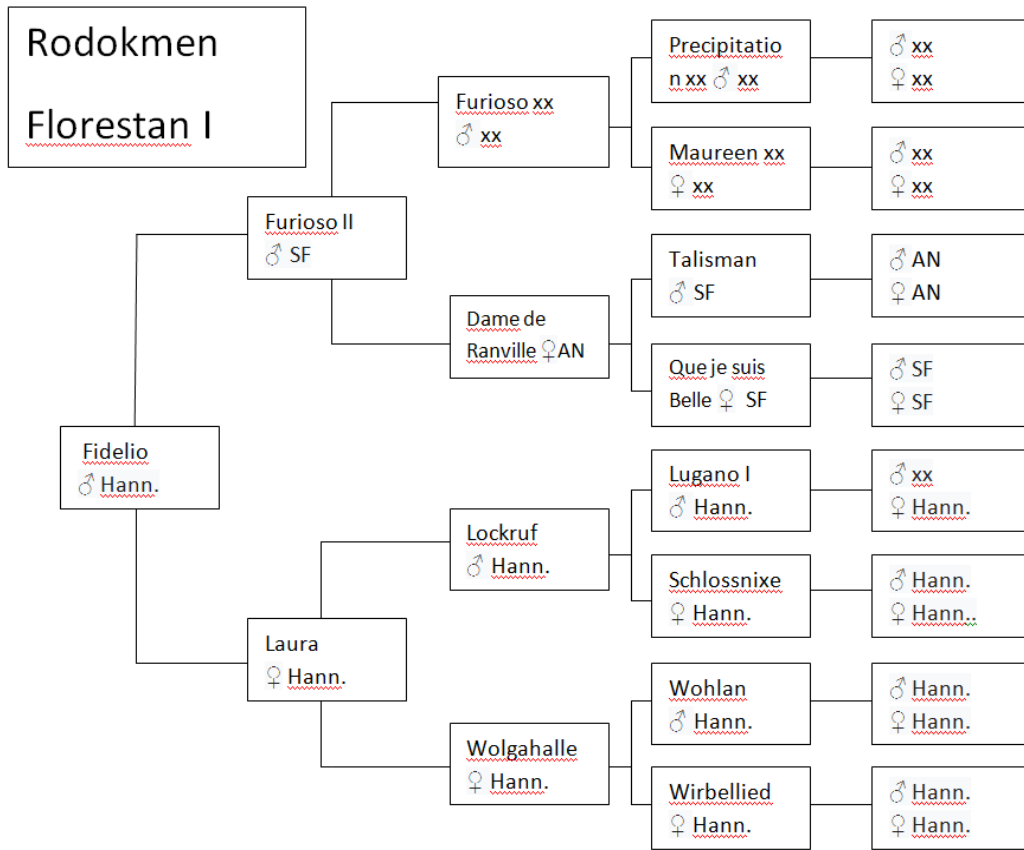 Rodokmen
Florestan I
Precipitatio
n xx ♂ xx
♂ xx
♀ xx
Furioso xx
♂ xx
Maureen xx
♀ xx
♂ xx
♀ xx
Furioso II
♂ SF
Talisman
♂ SF
♂ AN
♀ AN
Dame de
Ranville ♀AN
Que je suis
Belle ♀ SF
♂ SF
♀ SF
Fidelio
♂ Hann.
Lugano I
♂ Hann.
♂ xx
♀ Hann.
Lockruf
♂ Hann.
Schlossnixe
♀ Hann.
♂ Hann.
♀ Hann..
Laura
♀ Hann.
Wohlan
♂ Hann.
♂ Hann.
♀ Hann.
Wolgahalle
♀ Hann.
Wirbellied
♀ Hann.
♂ Hann.
♀ Hann.